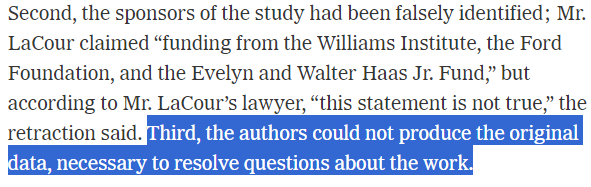 Second, the sponsors of the study had been falsely identified; Mr.
LaCour claimed “funding from the Williams Institute, the Ford
Foundation, and the Evelyn and Walter Haas Jr. Fund,” but
according to Mr. LaCour’s lawyer, “this statement is not true,” the
retraction said. Third, the authors could not produce the original
data, necessary to resolve questions about the work.